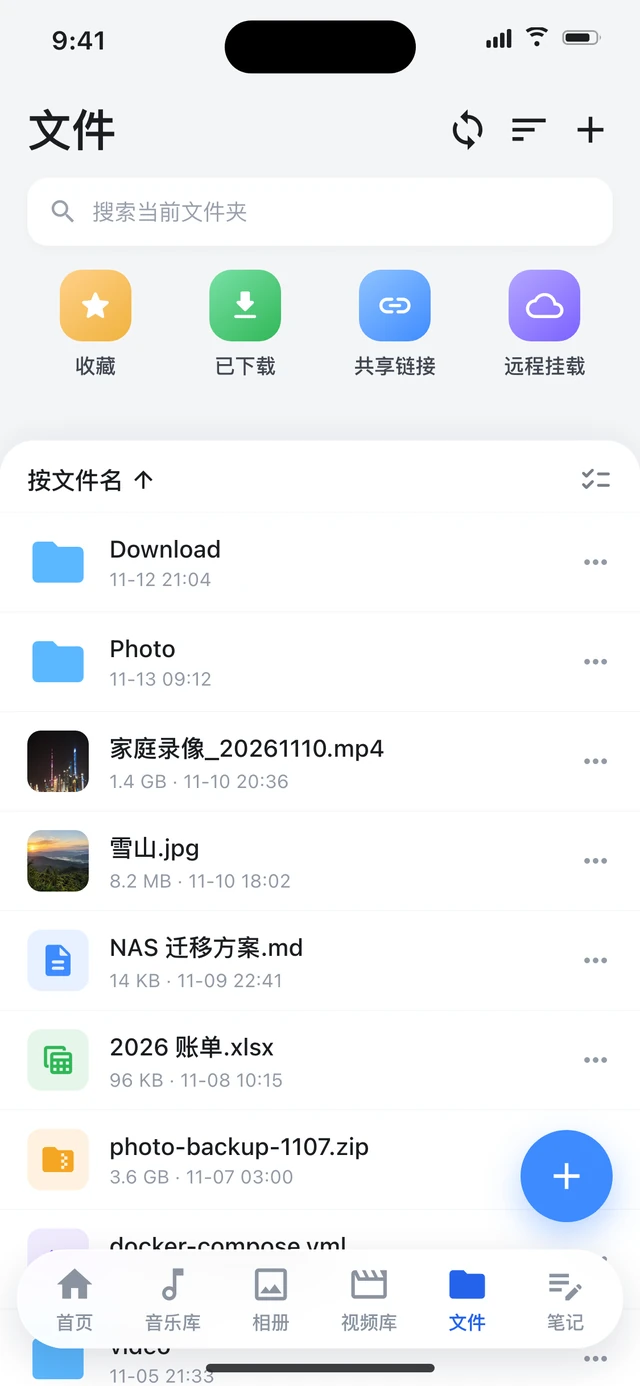 9:41
文件
搜索当前文件夹
收藏 已下载 共享链接 远程挂载
按文件名 ↑
Download
11-12 21:04
Photo
11-13 09:12
家庭录像_20261110.mp4
1.4 GB · 11-10 20:36
雪山.jpg
8.2 MB · 11-10 18:02
NAS 迁移方案.md
14 KB · 11-09 22:41
2026 账单.xlsx
96 KB · 11-08 10:15
photo-backup-1107.zip
3.6 GB · 11-07 03:00
docker-compose.yml
首页 音乐库 相册 视频库 文件 笔记
video
11-05 21:33